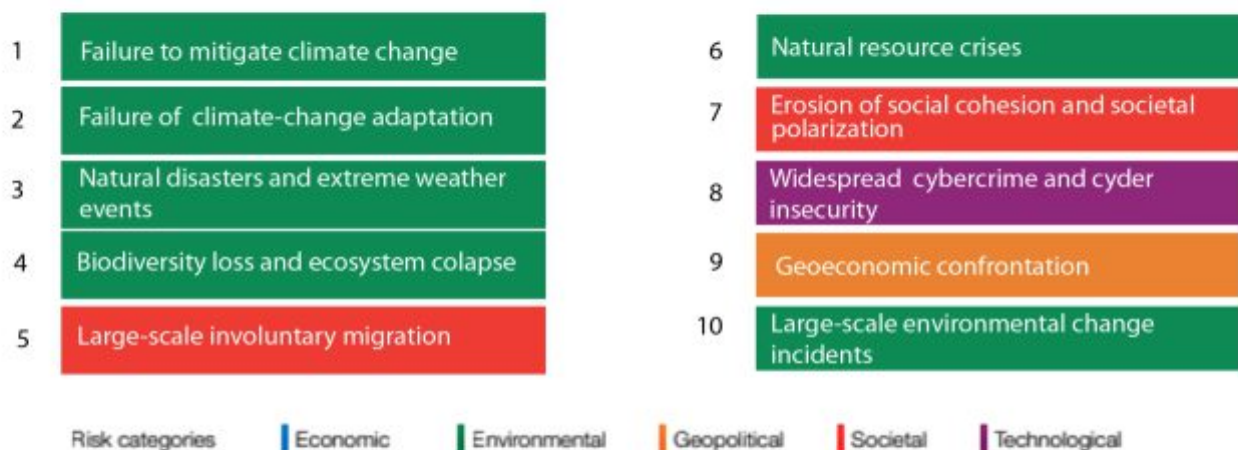 1
Failure to mitigate climate change
2
Failure of climate-change adaptation
3
Natural disasters and extreme weather
events
4
Biodiversity loss and ecosystem colapse
5
Large-scale involuntary migration
6
Natural resource crises
7
Erosion of social cohesion and societal
polarization
8
Widespread cybercrime and cyder
insecurity
9
Geoeconomic confrontation
10
Large-scale environmental change
incidents
Risk categories Economic Environmental Geopolitical Societal Technological